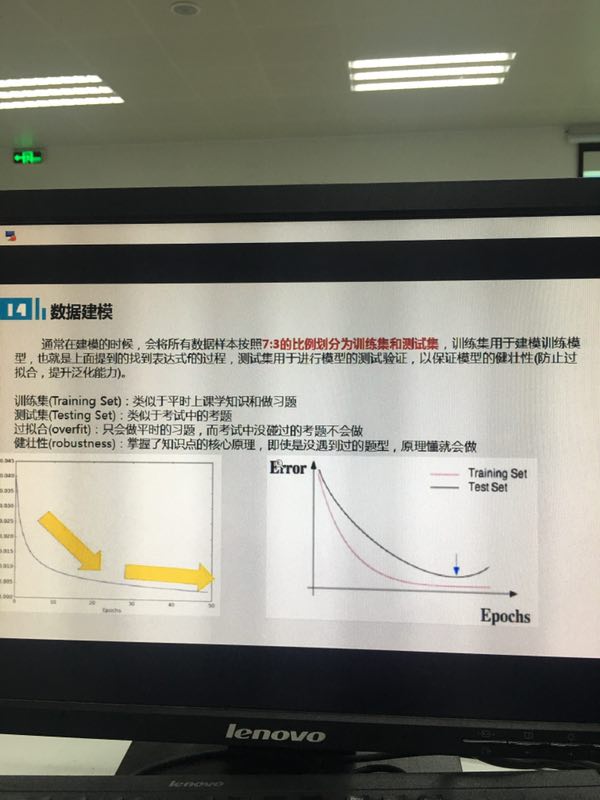 14 数据建模
通常在建模的时候，会将所有数据样本按照7:3的比例划分为训练集和测试集，训练集用于建模训练模
型，也就是上面提到的找到表达式f的过程，测试集用于进行模型的测试验证，以保证模型的健壮性(防止过
拟合，提升泛化能力)。
训练集(Training Set)：类似于平时上课学知识和做习题
测试集(Testing Set)：类似于考试中的考题
过拟合(overfit)：只会做平时的习题，而考试中没碰过的考题不会做
健壮性(robustness)：掌握了知识点的核心原理，即使是没遇到过的题型，原理懂就会做
0.045
0.040
0.035
0.030
0.025
0.020
0.015
0.010
0.005
0.000
0 10 20 30 40 50
Epochs
Error
Training Set
Test Set
Epochs
lenovo
lenovo